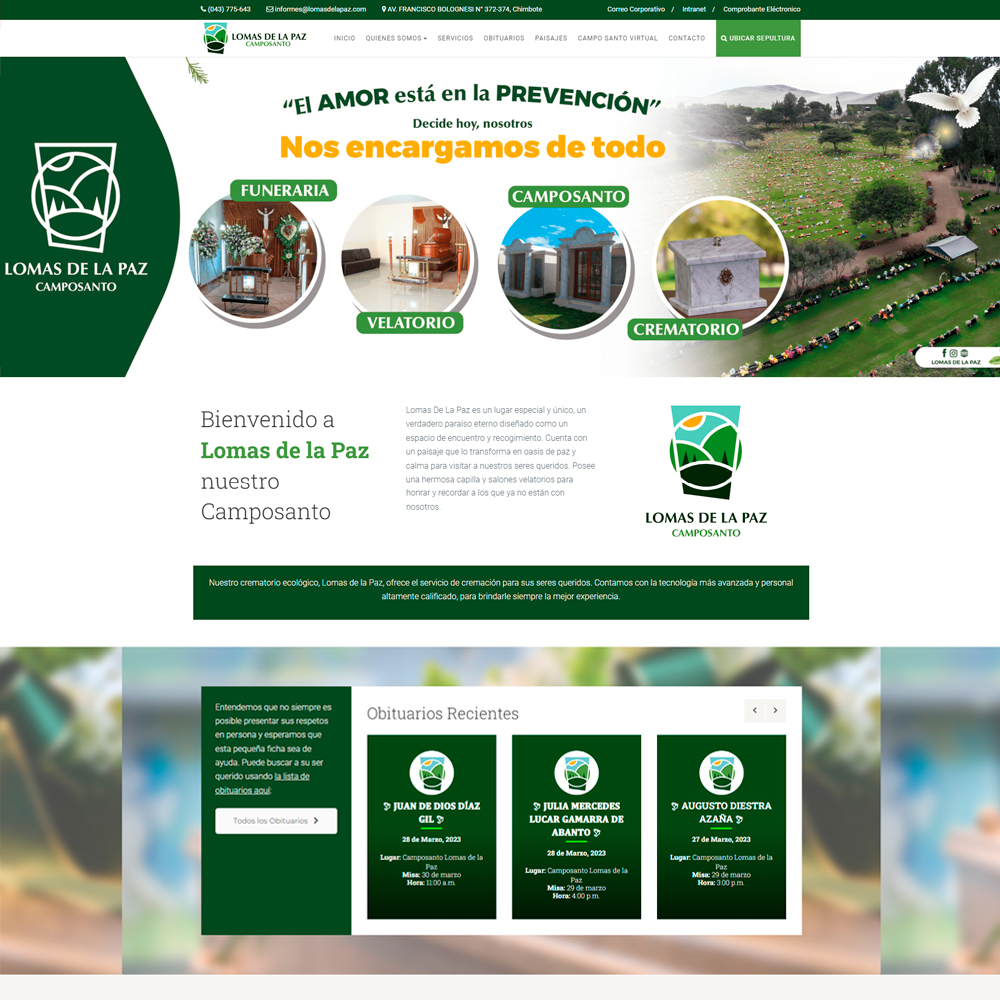 (043) 775-643 informes@lomasdelapaz.com AV. FRANCISCO BOLOGNESI N° 372-374, Chimbote Correo Corporativo / Intranet / Comprobante Eléctronico
LOMAS DE LA PAZ
CAMPOSANTO
INICIO QUIENES SOMOS SERVICIOS OBITUARIOS PAISAJES CAMPO SANTO VIRTUAL CONTACTO UBICAR SEPULTURA
“El AMOR está en la PREVENCIÓN”
Decide hoy, nosotros
Nos encargamos de todo
LOMAS DE LA PAZ
CAMPOSANTO
FUNERARIA
VELATORIO
CAMPOSANTO
CREMATORIO
LOMAS DE LA PAZ
Bienvenido a
Lomas de la Paz
nuestro
Camposanto
Lomas De La Paz es un lugar especial y único, un
verdadero paraíso eterno diseñado como un
espacio de encuentro y recogimiento. Cuenta con
un paisaje que lo transforma en oasis de paz y
calma para visitar a nuestros seres queridos. Posee
una hermosa capilla y salones velatorios para
honrar y recordar a los que ya no están con
nosotros.
LOMAS DE LA PAZ
CAMPOSANTO
Nuestro crematorio ecológico, Lomas de la Paz, ofrece el servicio de cremación para sus seres queridos. Contamos con la tecnología más avanzada y personal
altamente calificado, para brindarle siempre la mejor experiencia.
Entendemos que no siempre es
posible presentar sus respetos
en persona y esperamos que
esta pequeña ficha sea de
ayuda. Puede buscar a su ser
querido usando la lista de
obituarios aquí:
Todos los Obituarios
Obituarios Recientes
JUAN DE DIOS DÍAZ
GIL
28 de Marzo, 2023
Lugar: Camposanto Lomas de la
Paz
Misa: 30 de marzo
Hora: 11:00 a.m.
JULIA MERCEDES
LUCAR GAMARRA DE
ABANTO
28 de Marzo, 2023
Lugar: Camposanto Lomas de la
Paz
Misa: 29 de marzo
Hora: 4:00 p.m.
AUGUSTO DIESTRA
AZAÑA
27 de Marzo, 2023
Lugar: Camposanto Lomas de la
Paz
Misa: 29 de marzo
Hora: 3:00 p.m.